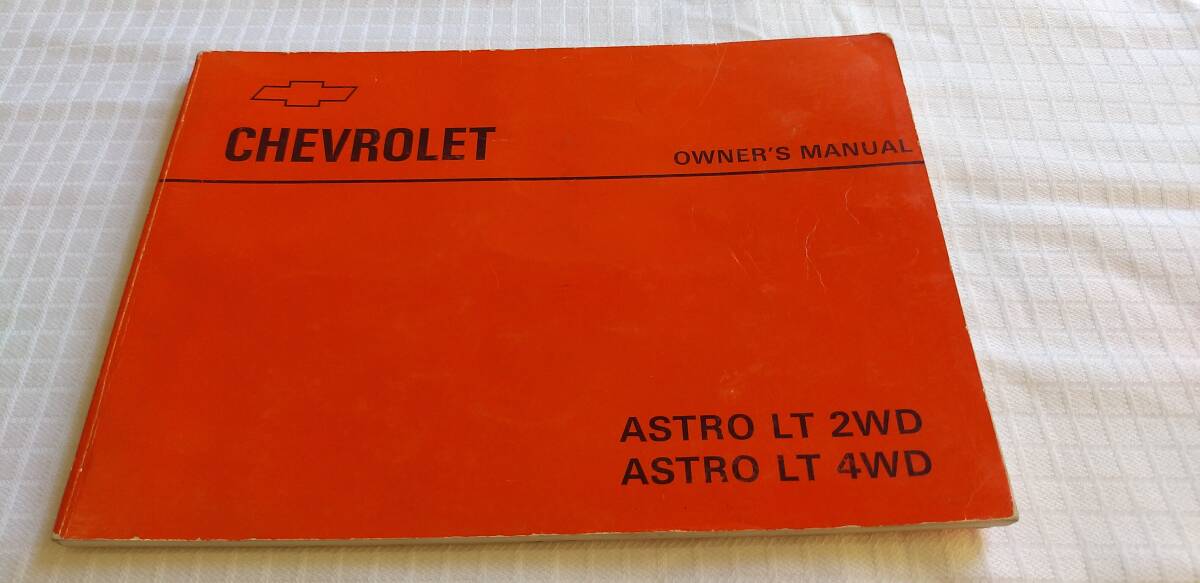 CHEVROLET
OWNER'S MANUAL
ASTRO LT 2WD
ASTRO LT 4WD